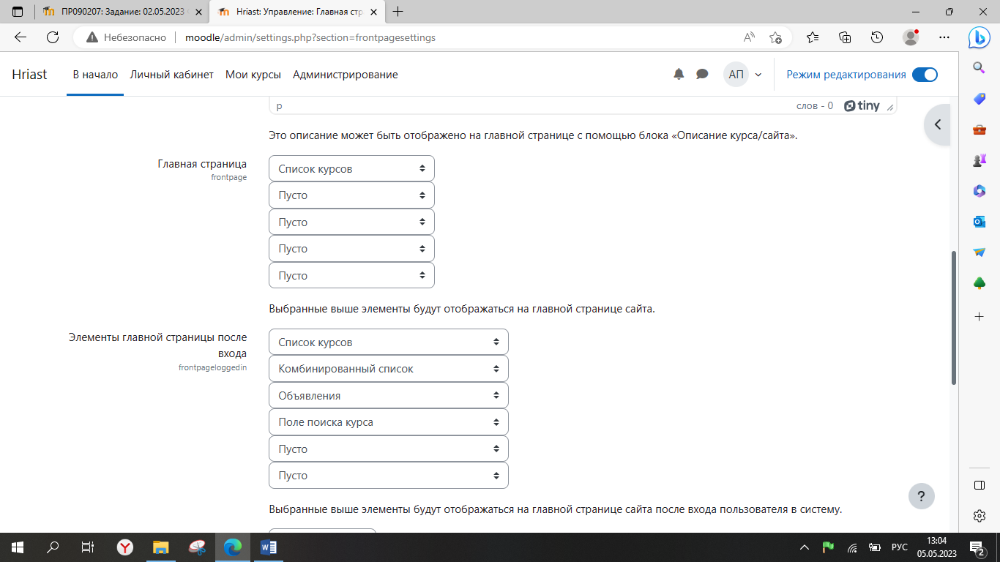 ПР090207: Задание: 02.05.2023
Hriast: Управление: Главная стр
Небезопасно
moodle/admin/settings.php?section=frontpagesettings
Hriast
В начало
Личный кабинет
Мои курсы
Администрирование
АП
Режим редактирования
p
слов - 0
tiny
Это описание может быть отображено на главной странице с помощью блока «Описание курса/сайта».
Главная страница
frontpage
Список курсов
Пусто
Пусто
Пусто
Пусто
Выбранные выше элементы будут отображаться на главной странице сайта.
Элементы главной страницы после
входа
frontpageloggedin
Список курсов
Комбинированный список
Объявления
Поле поиска курса
Пусто
Пусто
Выбранные выше элементы будут отображаться на главной странице сайта после входа пользователя в систему.
?
РУС
13:04
05.05.2023
2